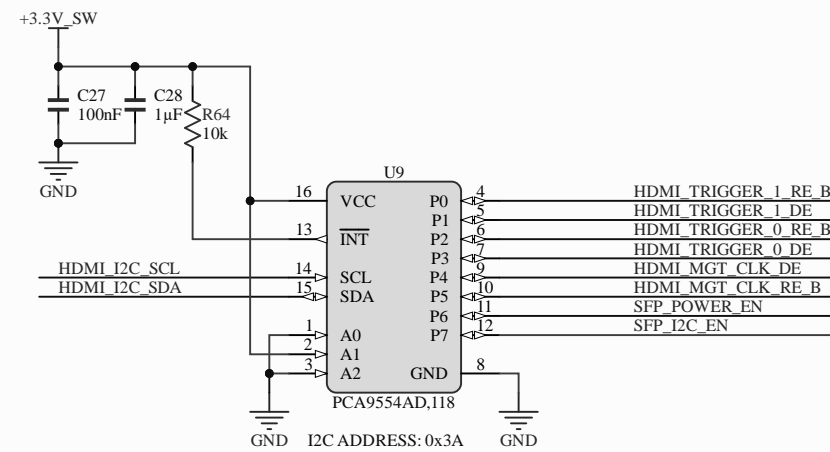 +3.3V_SW
C27
100nF
C28
1µF
R64
10k
GND
U9
16 VCC P0 4 HDMI_TRIGGER_1_RE_B
P1 5 HDMI_TRIGGER_1_DE
13 INT P2 6 HDMI_TRIGGER_0_RE_B
P3 7 HDMI_TRIGGER_0_DE
HDMI_I2C_SCL 14 SCL P4 9 HDMI_MGT_CLK_DE
HDMI_I2C_SDA 15 SDA P5 10 HDMI_MGT_CLK_RE_B
P6 11 SFP_POWER_EN
1 A0 P7 12 SFP_I2C_EN
2 A1
3 A2 GND 8
PCA9554AD,118
GND I2C ADDRESS: 0x3A GND